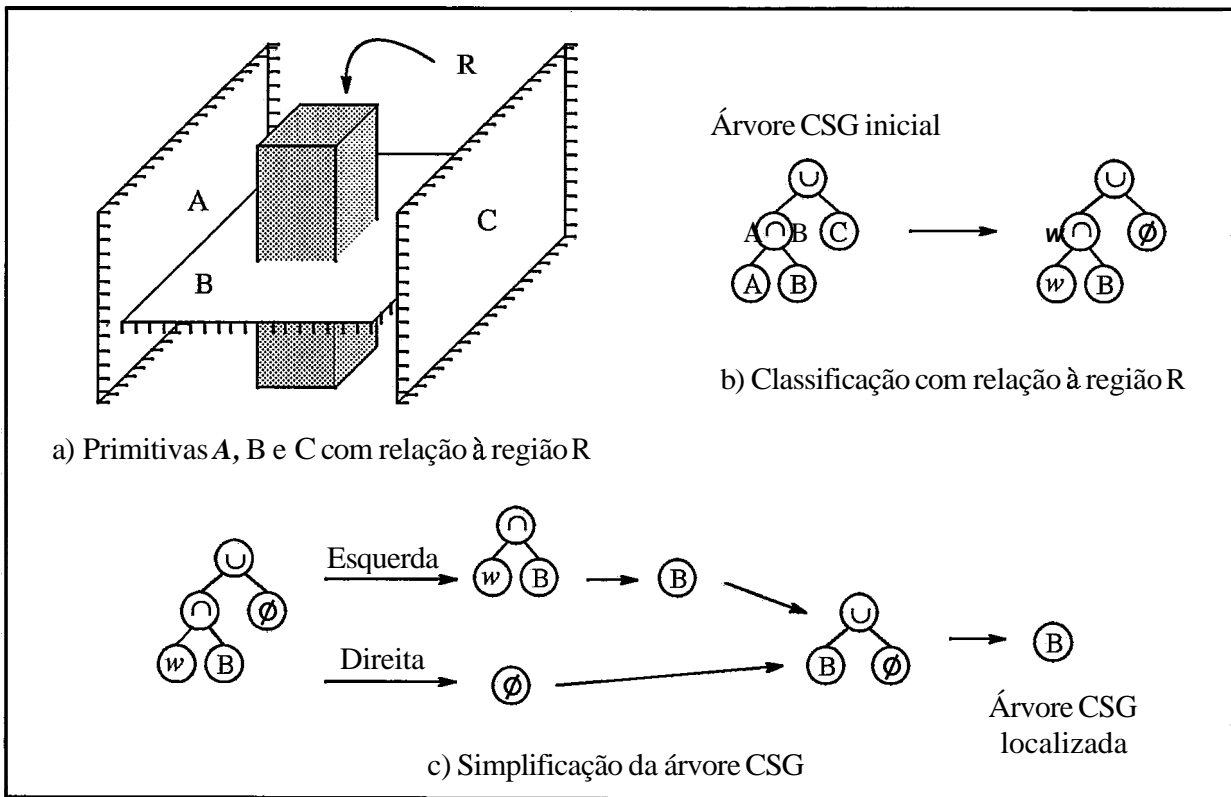 R
A
C
B
a) Primitivas A, B e C com relação à região R
Árvore CSG inicial
∪ ∪
A ∩ B C w ∩ ∅
A B w B
b) Classificação com relação à região R
∪
∩ ∅
w B
Esquerda
∩
w B
B
Direita
∅
∪
B ∅
B
Árvore CSG
localizada
c) Simplificação da árvore CSG